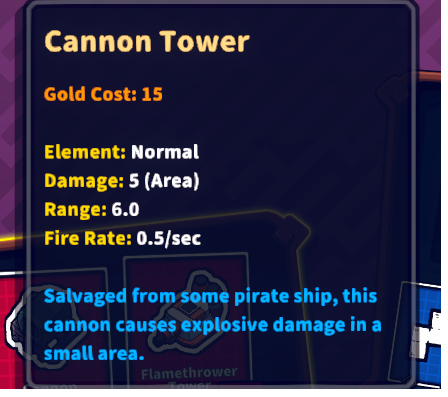 Cannon Tower
Gold Cost: 15
Element: Normal
Damage: 5 (Area)
Range: 6.0
Fire Rate: 0.5/sec
Salvaged from some pirate ship, this
cannon causes explosive damage in a
small area.
Flamethrower
Tower